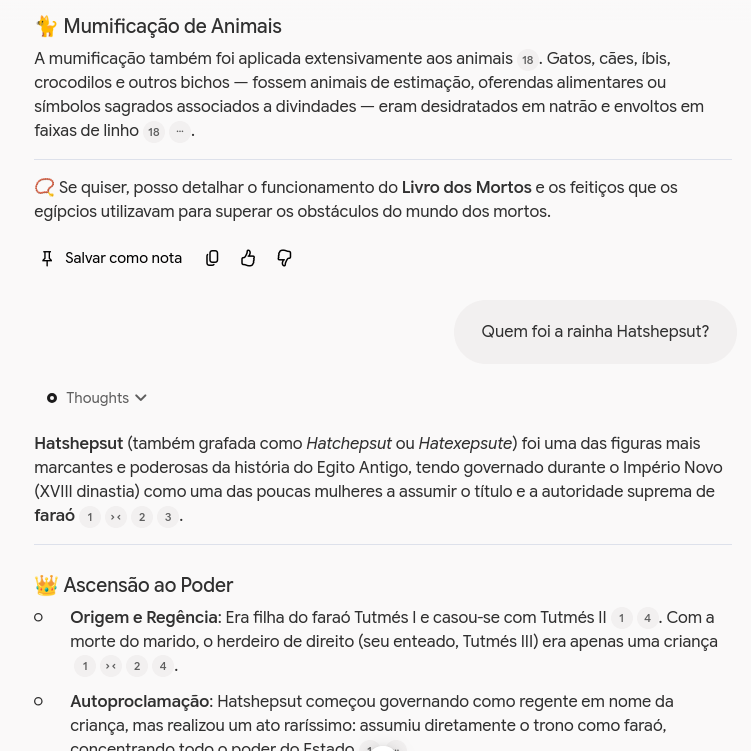 🐈 Mumificação de Animais
A mumificação também foi aplicada extensivamente aos animais 18 . Gatos, cães, íbis,
crocodilos e outros bichos — fossem animais de estimação, oferendas alimentares ou
símbolos sagrados associados a divindades — eram desidratados em natrão e envoltos em
faixas de linho 18 ... .
Se quiser, posso detalhar o funcionamento do Livro dos Mortos e os feitiços que os
egípcios utilizavam para superar os obstáculos do mundo dos mortos.
Salvar como nota
Quem foi a rainha Hatshepsut?
Thoughts
Hatshepsut (também grafada como Hatchepsut ou Hatexepsute) foi uma das figuras mais
marcantes e poderosas da história do Egito Antigo, tendo governado durante o Império Novo
(XVIII dinastia) como uma das poucas mulheres a assumir o título e a autoridade suprema de
faraó 1 >< 2 3 .
👑 Ascensão ao Poder
Origem e Regência: Era filha do faraó Tutmés I e casou-se com Tutmés II 1 4 . Com a
morte do marido, o herdeiro de direito (seu enteado, Tutmés III) era apenas uma criança
1 >< 2 4 .
Autoproclamação: Hatshepsut começou governando como regente em nome da
criança, mas realizou um ato raríssimo: assumiu diretamente o trono como faraó,
concentrando todo o poder do Estado